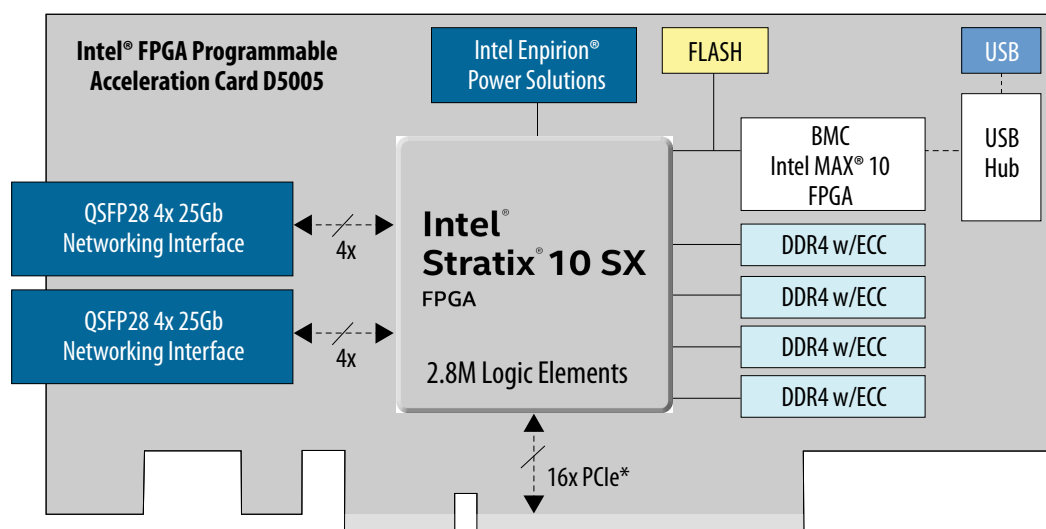 Intel® FPGA Programmable
Acceleration Card D5005
Intel Enpirion®
Power Solutions
FLASH
USB
BMC
Intel MAX® 10
FPGA
USB
Hub
QSFP28 4x 25Gb
Networking Interface
4x
QSFP28 4x 25Gb
Networking Interface
4x
Intel®
Stratix® 10 SX
FPGA
2.8M Logic Elements
DDR4 w/ECC
DDR4 w/ECC
DDR4 w/ECC
DDR4 w/ECC
16x PCIe*